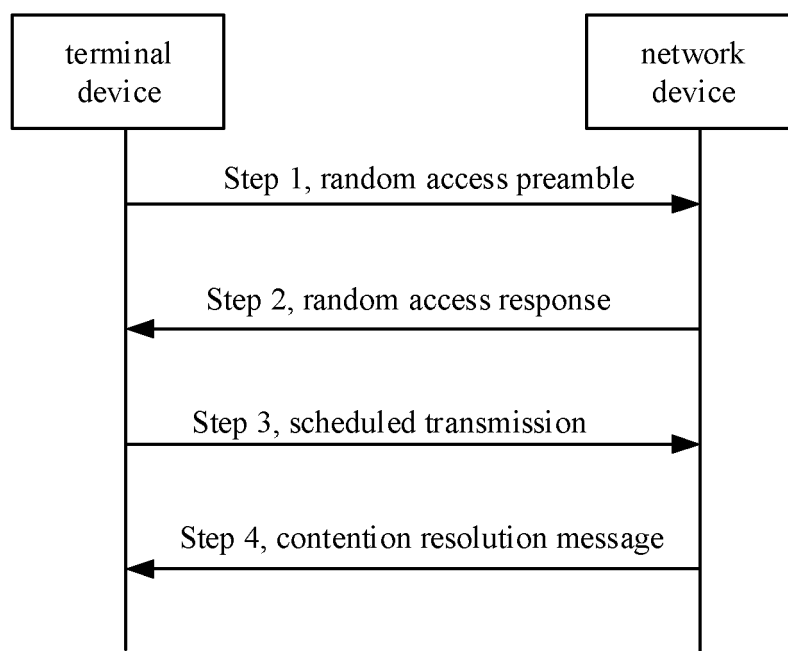 terminal
device
network
device
Step 1, random access preamble
Step 2, random access response
Step 3, scheduled transmission
Step 4, contention resolution message